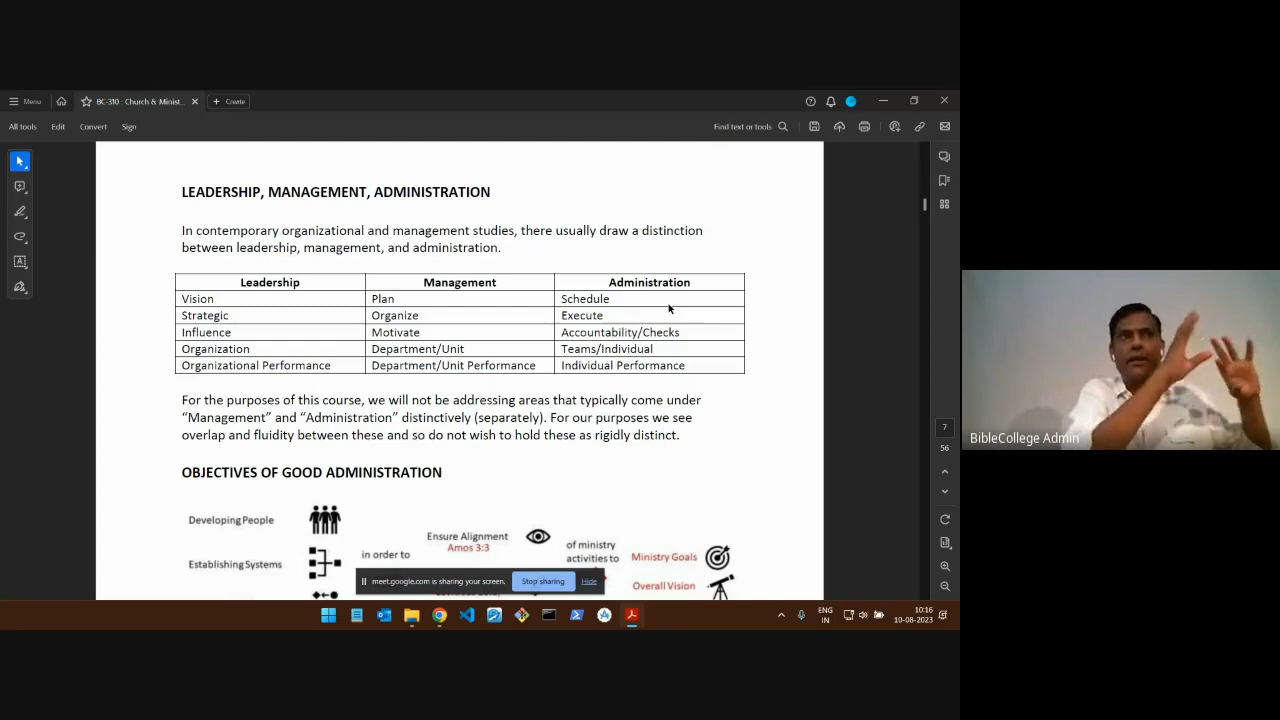 Menu
BC-310 : Church & Minist...
Create
All tools
Edit
Convert
Sign
Find text or tools
LEADERSHIP, MANAGEMENT, ADMINISTRATION
In contemporary organizational and management studies, there usually draw a distinction
between leadership, management, and administration.
Leadership Management Administration
Vision Plan Schedule
Strategic Organize Execute
Influence Motivate Accountability/Checks
Organization Department/Unit Teams/Individual
Organizational Performance Department/Unit Performance Individual Performance
For the purposes of this course, we will not be addressing areas that typically come under
“Management” and “Administration” distinctively (separately). For our purposes we see
overlap and fluidity between these and so do not wish to hold these as rigidly distinct.
OBJECTIVES OF GOOD ADMINISTRATION
Developing People
Establishing Systems
in order to
Ensure Alignment
Amos 3:3
of ministry
activities to
Ministry Goals
Overall Vision
meet.google.com is sharing your screen.
Stop sharing
Hide
7
56
BibleCollege Admin
ENG
IN
10:16
10-08-2023